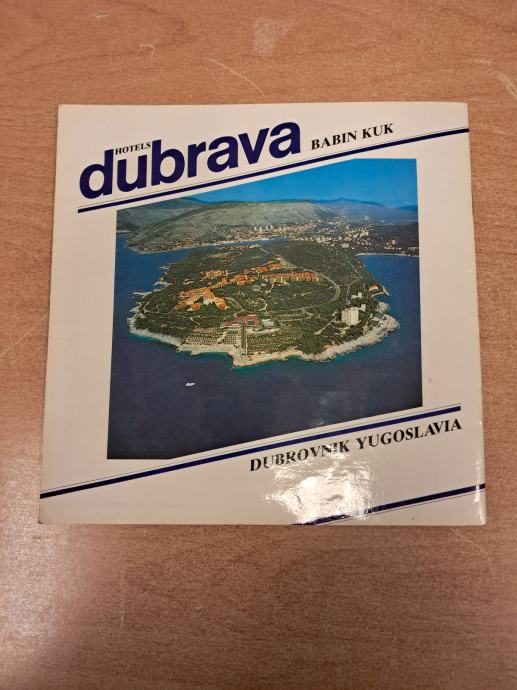 HOTELS
dubrava BABIN KUK
DUBROVNIK YUGOSLAVIA